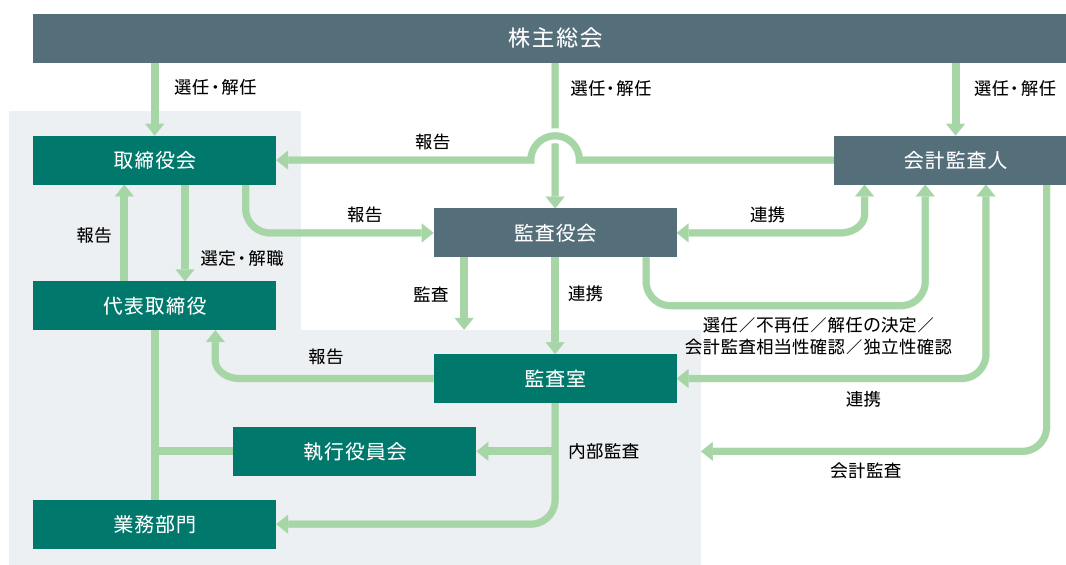 株主総会
選任・解任
選任・解任
選任・解任
報告
取締役会
会計監査人
報告
連携
監査役会
報告
選定・解職
監査
連携
代表取締役
選任／不再任／解任の決定／
会計監査相当性確認／独立性確認
報告
監査室
連携
執行役員会
内部監査
会計監査
業務部門